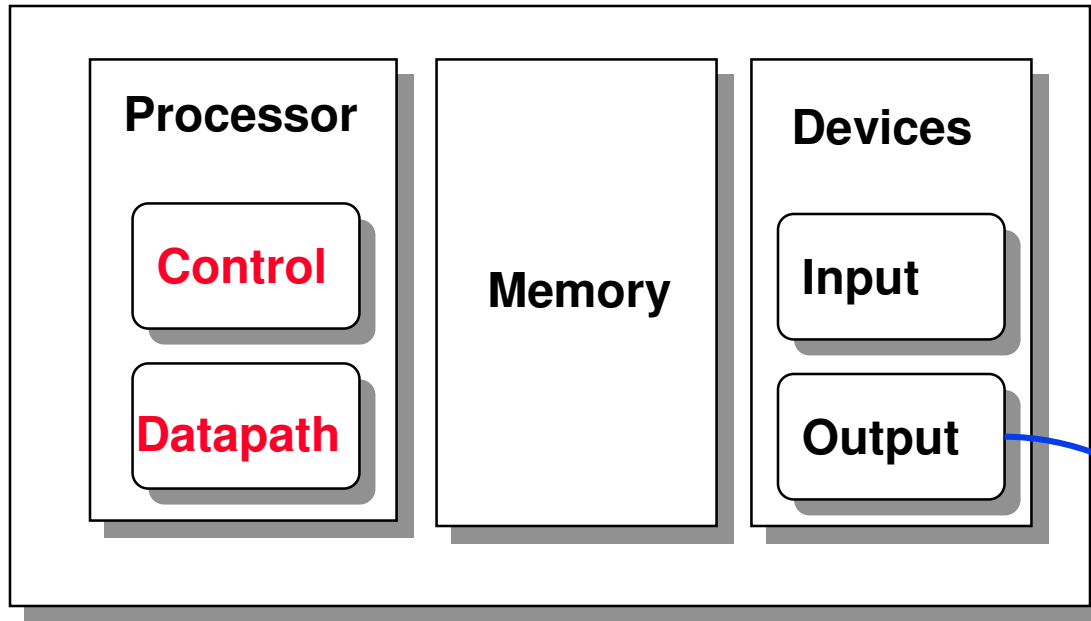 Processor
Control
Datapath
Memory
Devices
Input
Output